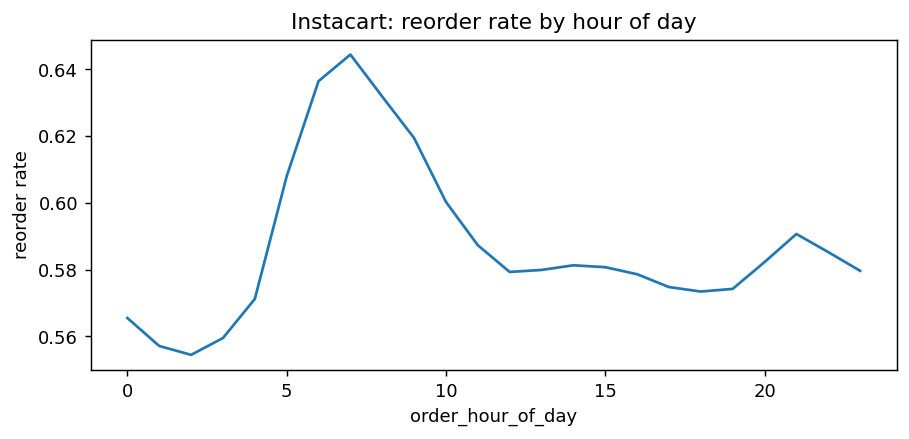 Instacart: reorder rate by hour of day
0.64
0.62
0.60
0.58
0.56
reorder rate
0 5 10 15 20
order_hour_of_day